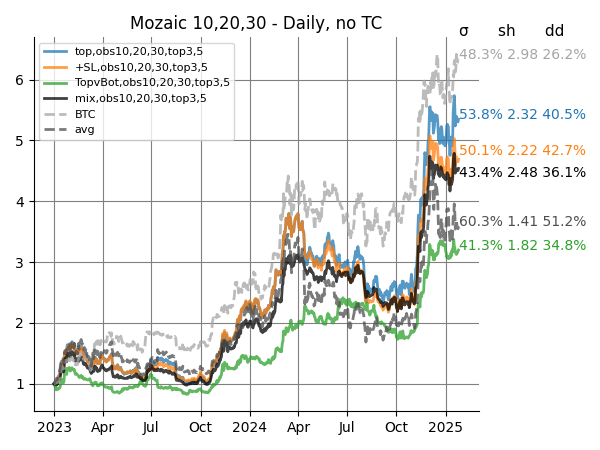 Mozaic 10,20,30 - Daily, no TC
σ sh dd
top,obs10,20,30,top3,5
+SL,obs10,20,30,top3,5
TopvBot,obs10,20,30,top3,5
mix,obs10,20,30,top3,5
BTC
avg
48.3% 2.98 26.2%
53.8% 2.32 40.5%
50.1% 2.22 42.7%
43.4% 2.48 36.1%
60.3% 1.41 51.2%
41.3% 1.82 34.8%
6
5
4
3
2
1
2023 Apr Jul Oct 2024 Apr Jul Oct 2025